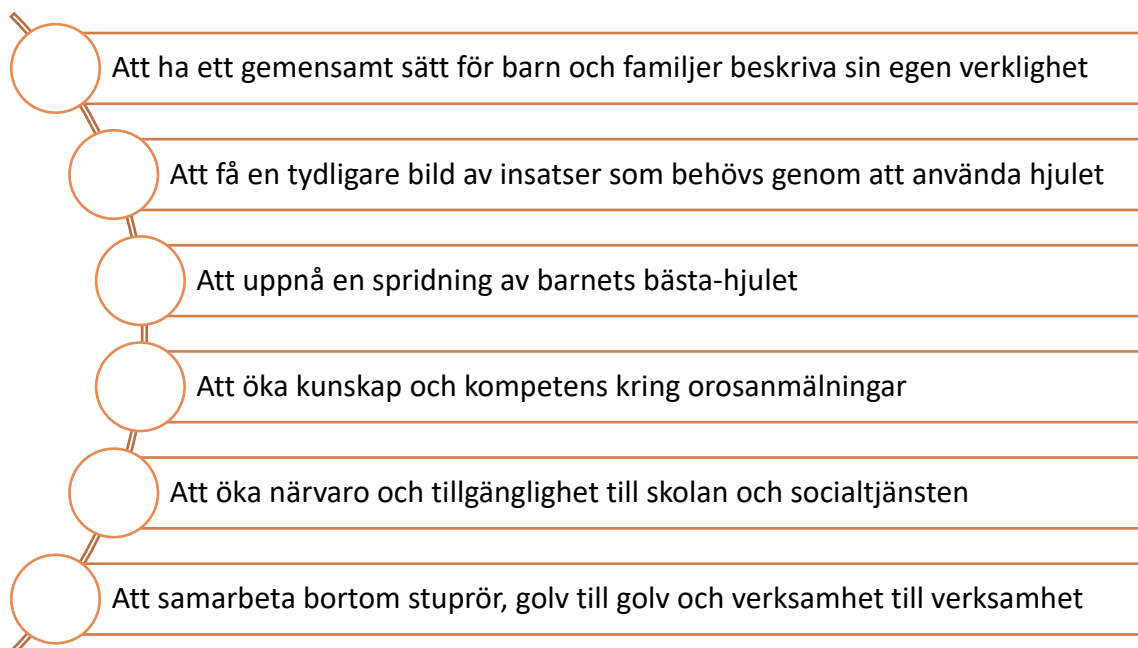 Att ha ett gemensamt sätt för barn och familjer beskriva sin egen verklighet
Att få en tydligare bild av insatser som behövs genom att använda hjulet
Att uppnå en spridning av barnets bästa-hjulet
Att öka kunskap och kompetens kring orosanmälningar
Att öka närvaro och tillgänglighet till skolan och socialtjänsten
Att samarbeta bortom stuprör, golv till golv och verksamhet till verksamhet